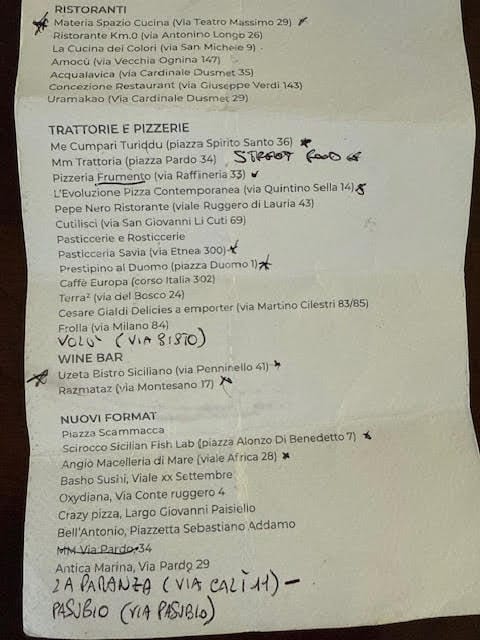 RISTORANTI
Materia Spazio Cucina (Via Teatro Massimo 29)
Ristorante Km.0 (via Antonino Longo 26)
La Cucina dei Colori (via San Michele 9)
Amocù (via Vecchia Ognina 147)
Acqualavica (via Cardinale Dusmet 35)
Concezione Restaurant (via Giuseppe Verdi 143)
Uramakao (Via Cardinale Dusmet 29)
TRATTORIE E PIZZERIE
Me Cumpari Turiddu (piazza Spirito Santo 36)
Mm Trattoria (piazza Pardo 34) STREET FOOD
Pizzeria Frumento (via Raffineria 33)
L'Evoluzione Pizza Contemporanea (via Quintino Sella 14)
Pepe Nero Ristorante (viale Ruggero di Lauria 43)
Cutilisci (via San Giovanni Li Cuti 69)
Pasticcerie e Rosticcerie
Pasticceria Savia (via Etnea 300)
Prestipino al Duomo (piazza Duomo 1)
Caffè Europa (corso Italia 302)
Terra² (via del Bosco 24)
Cesare Gialdi Delicies a emporter (via Martino Cilestri 83/85)
Frolla (via Milano 84)
VOLU' (VIA SISTO)
WINE BAR
Uzeta Bistro Siciliano (via Penninello 41)
Razmataz (via Montesano 17)
NUOVI FORMAT
Piazza Scammacca
Scirocco Sicilian Fish Lab (piazza Alonzo Di Benedetto 7)
Angiò Macelleria di Mare (viale Africa 28)
Basho Sushi, Viale xx Settembre
Oxydiana, Via Conte ruggero 4
Crazy pizza, Largo Giovanni Paisiello
Bell'Antonio, Piazzetta Sebastiano Addamo
MM Via Pardo 34
Antica Marina, Via Pardo 29
LA PARANZA (VIA CALÌ 11) –
PASUBIO (VIA PASUBIO)